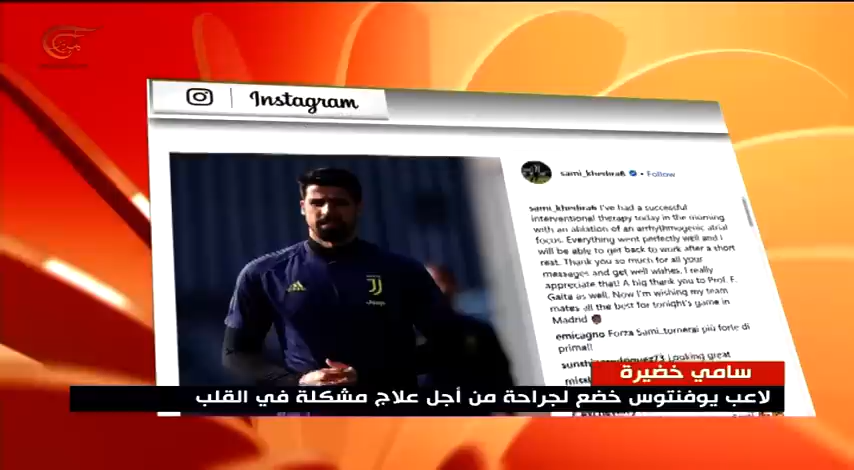 Instagram
sami_khedira6 • Follow
sami_khedira6 I've had a successful
interventional therapy today in the morning
with an ablation of an arrhythmogenic atrial
focus. Everything went perfectly well and I
will be able to get back to work after a short
rest. Thank you so much for all your
messages and get well wishes. I really
appreciate that! A big thank you to Prof. F.
Gaita as well. Now I'm wishing my team
mates all the best for tonight's game in
Madrid
emicagno Forza Sami..tornerai più forte di
prima!!
Looking great
سامي خضيرة
لاعب يوفنتوس خضع لجراحة من أجل علاج مشكلة في القلب